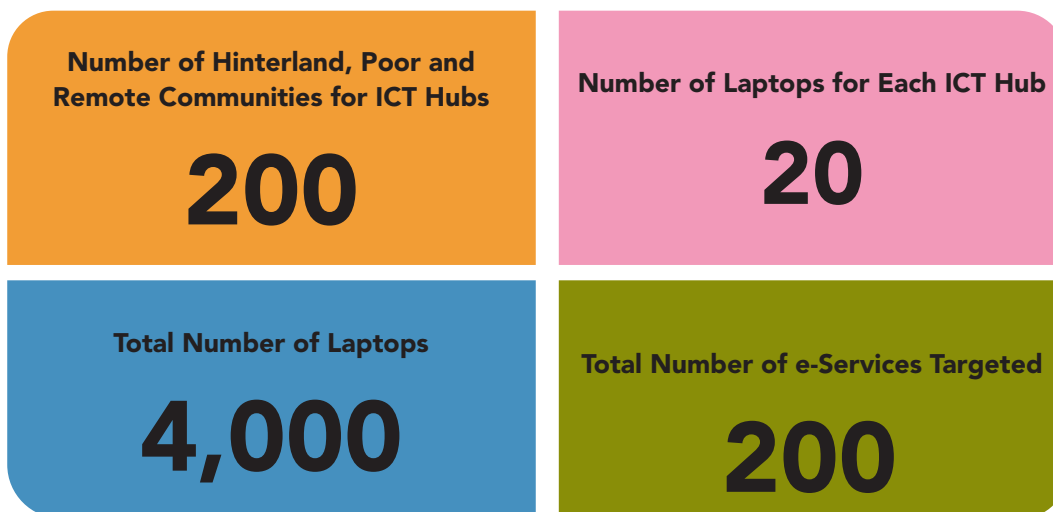 Number of Hinterland, Poor and
Remote Communities for ICT Hubs
200
Number of Laptops for Each ICT Hub
20
Total Number of Laptops
4,000
Total Number of e-Services Targeted
200